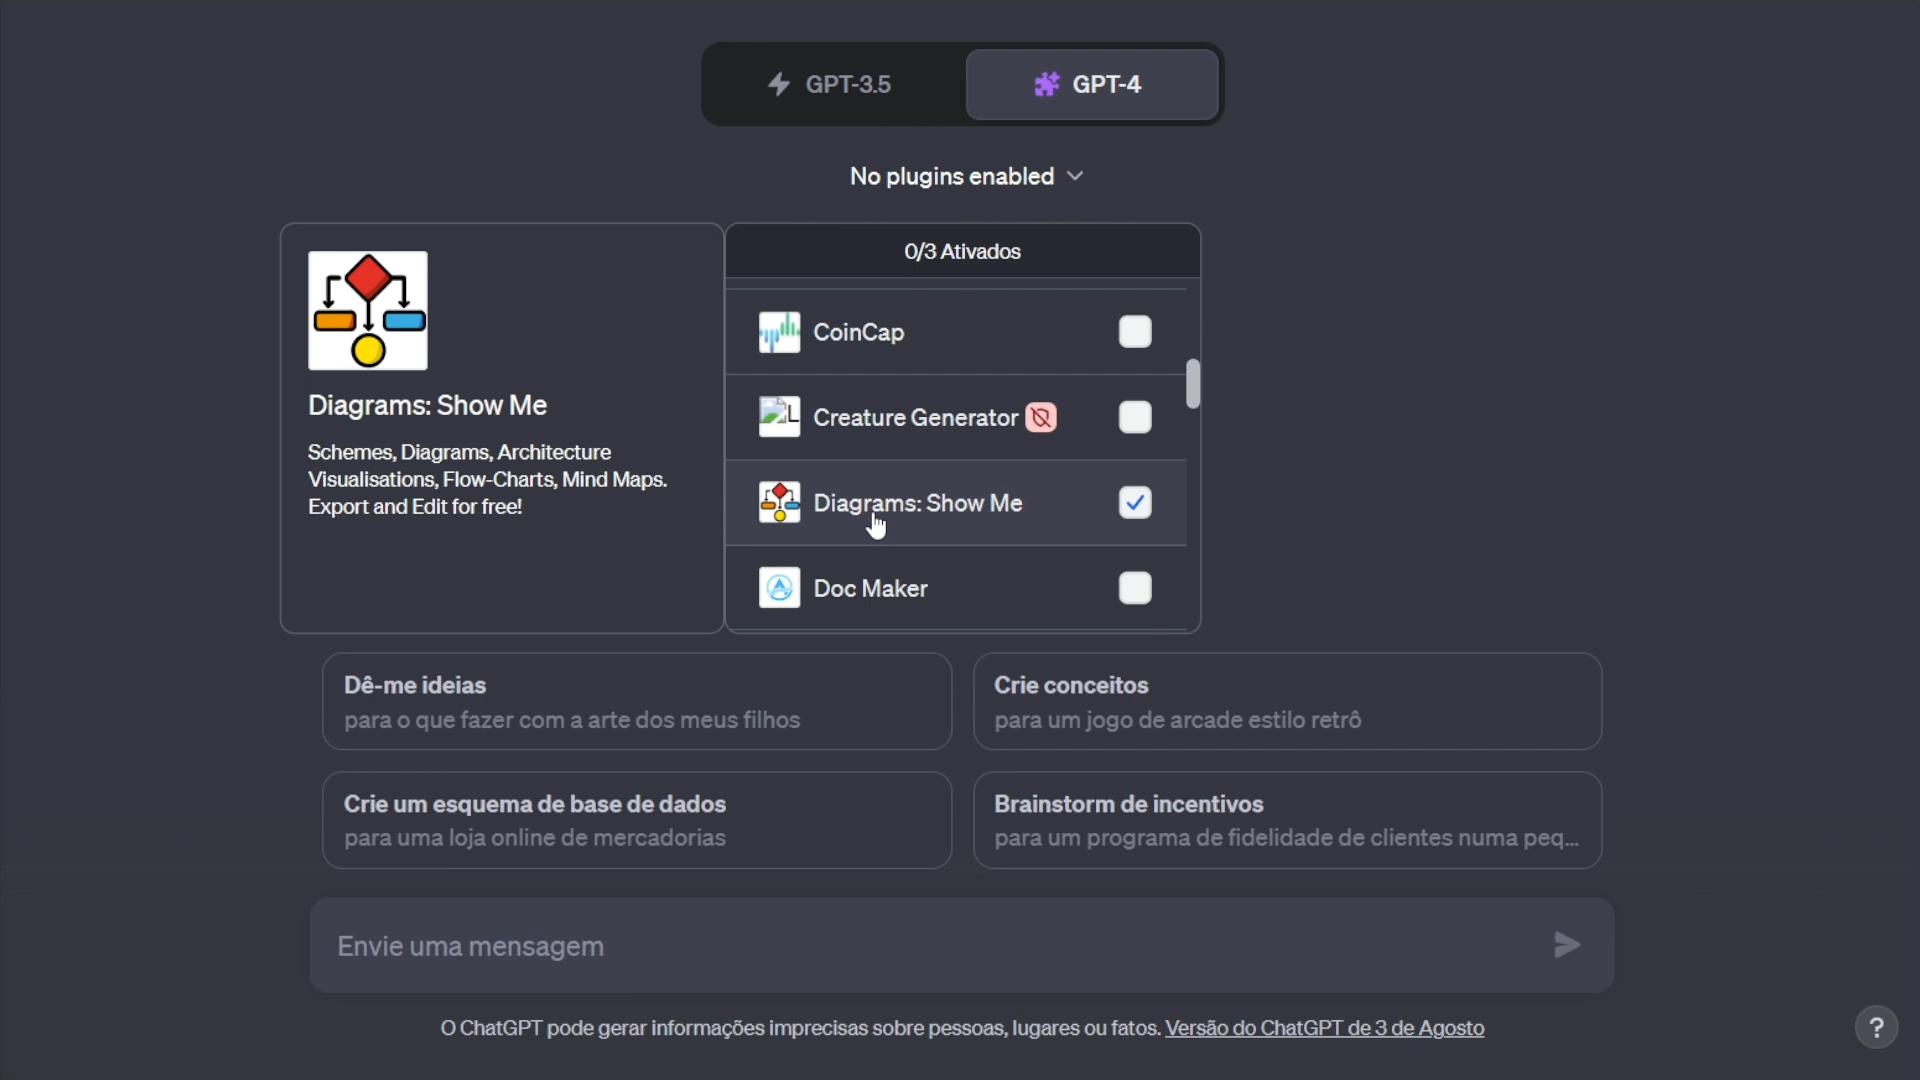 GPT-3.5
GPT-4
No plugins enabled
Diagrams: Show Me
Schemes, Diagrams, Architecture
Visualisations, Flow-Charts, Mind Maps.
Export and Edit for free!
0/3 Ativados
CoinCap
L Creature Generator
Diagrams: Show Me
Doc Maker
Dê-me ideias
para o que fazer com a arte dos meus filhos
Crie conceitos
para um jogo de arcade estilo retrô
Crie um esquema de base de dados
para uma loja online de mercadorias
Brainstorm de incentivos
para um programa de fidelidade de clientes numa peq...
Envie uma mensagem
O ChatGPT pode gerar informações imprecisas sobre pessoas, lugares ou fatos. Versão do ChatGPT de 3 de Agosto
?